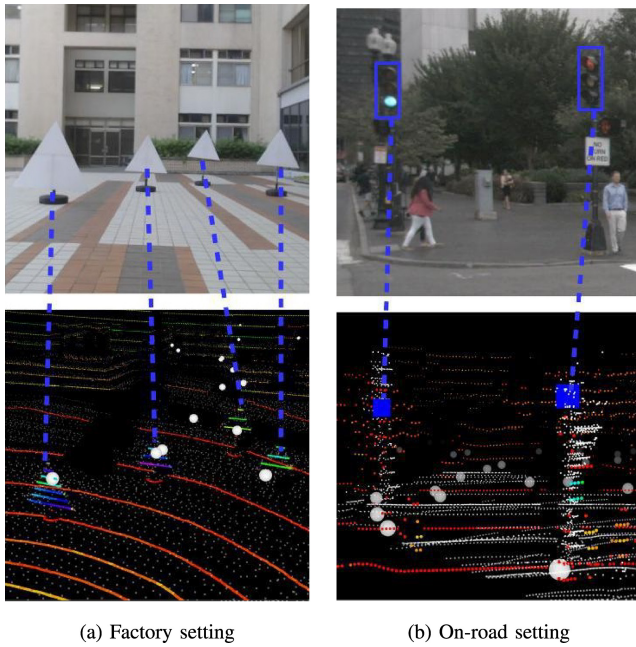 NO
TURN
ON RED
(a) Factory setting
(b) On-road setting